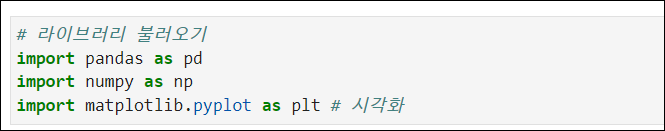 # 라이브러리 불러오기
import pandas as pd
import numpy as np
import matplotlib.pyplot as plt # 시각화